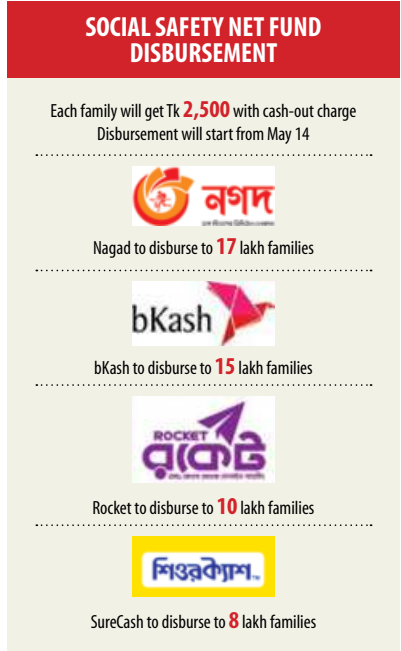 SOCIAL SAFETY NET FUND
DISBURSEMENT
Each family will get Tk 2,500 with cash-out charge
Disbursement will start from May 14
নগদ
Nagad to disburse to 17 lakh families
bKash
bKash to disburse to 15 lakh families
ROCKET
রকেট
Rocket to disburse to 10 lakh families
শিওরক্যাশ
SureCash to disburse to 8 lakh families